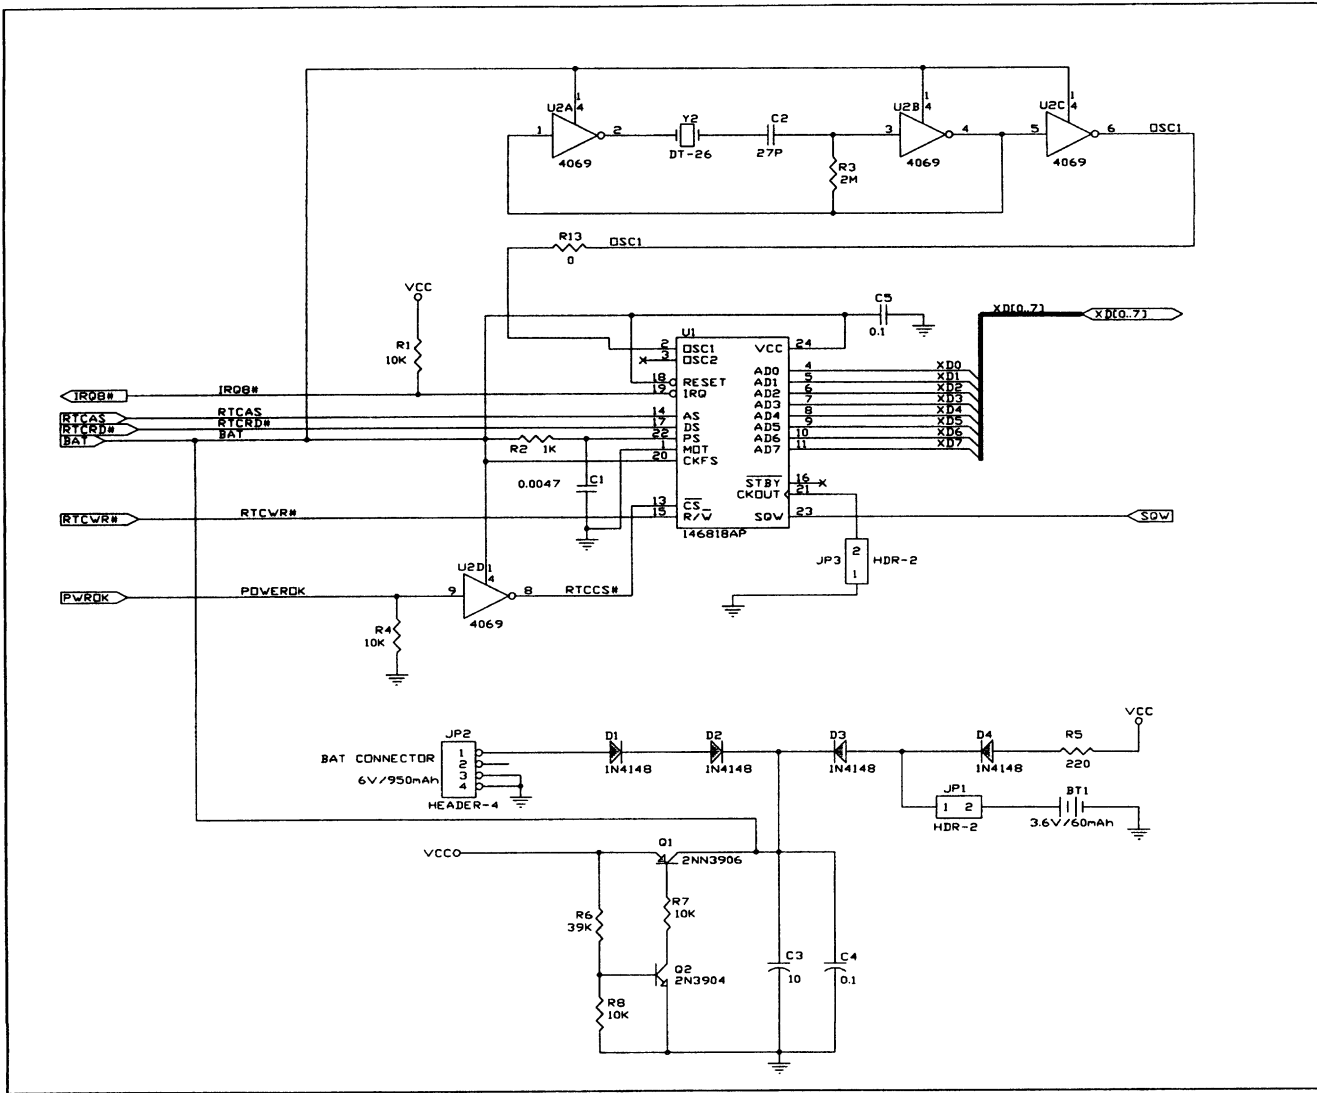 U2A 1 4
1 2
4069
Y2
DT-26
C2
27P
U2B 1 4
3 4
4069
U2C 1 4
5 6
4069
OSC1
R3
2M
R13
0
OSC1
VCC
R1
10K
C5
0.1
XD[0..7]
XD[0..7]
U1
2 OSC1
3 OSC2
18 RESET
19 IRQ
14 AS
17 DS
22 PS
1 MOT
20 CKFS
13 CS
15 R/W
VCC 24
AD0 4 XD0
AD1 5 XD1
AD2 6 XD2
AD3 7 XD3
AD4 8 XD4
AD5 9 XD5
AD6 10 XD6
AD7 11 XD7
STBY 16
CKOUT 21
SQW 23
146818AP
IRQ8# IRQ8#
RTCAS RTCAS
RTCRD# RTCRD#
BAT BAT
R2 1K
0.0047 C1
RTCWR# RTCWR#
SQW
JP3 2 1 HDR-2
PWROK POWEROK
U2D 1 4
9 8
4069
RTCCS#
R4
10K
JP2
BAT CONNECTOR
6V/950mAh
1
2
3
4
HEADER-4
D1
1N4148
D2
1N4148
D3
1N4148
D4
1N4148
R5
220
VCC
JP1
1 2
HDR-2
BT1
3.6V/60mAh
VCC
Q1
2NN3906
R6
39K
R7
10K
Q2
2N3904
R8
10K
C3
10
C4
0.1